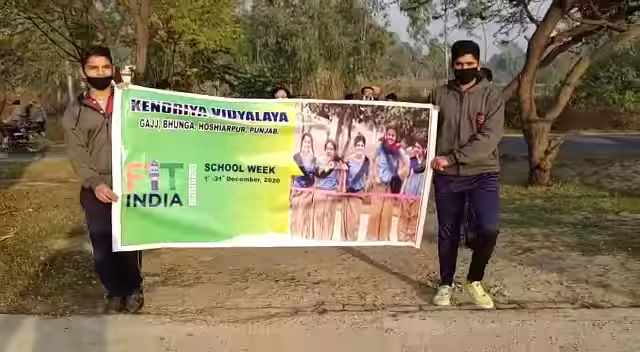 KENDRIYA VIDYALAYA
GAJJ, BHUNGA, HOSHIARPUR, PUNJAB.
FIT
INDIA
SCHOOL WEEK
1st -31st December, 2020